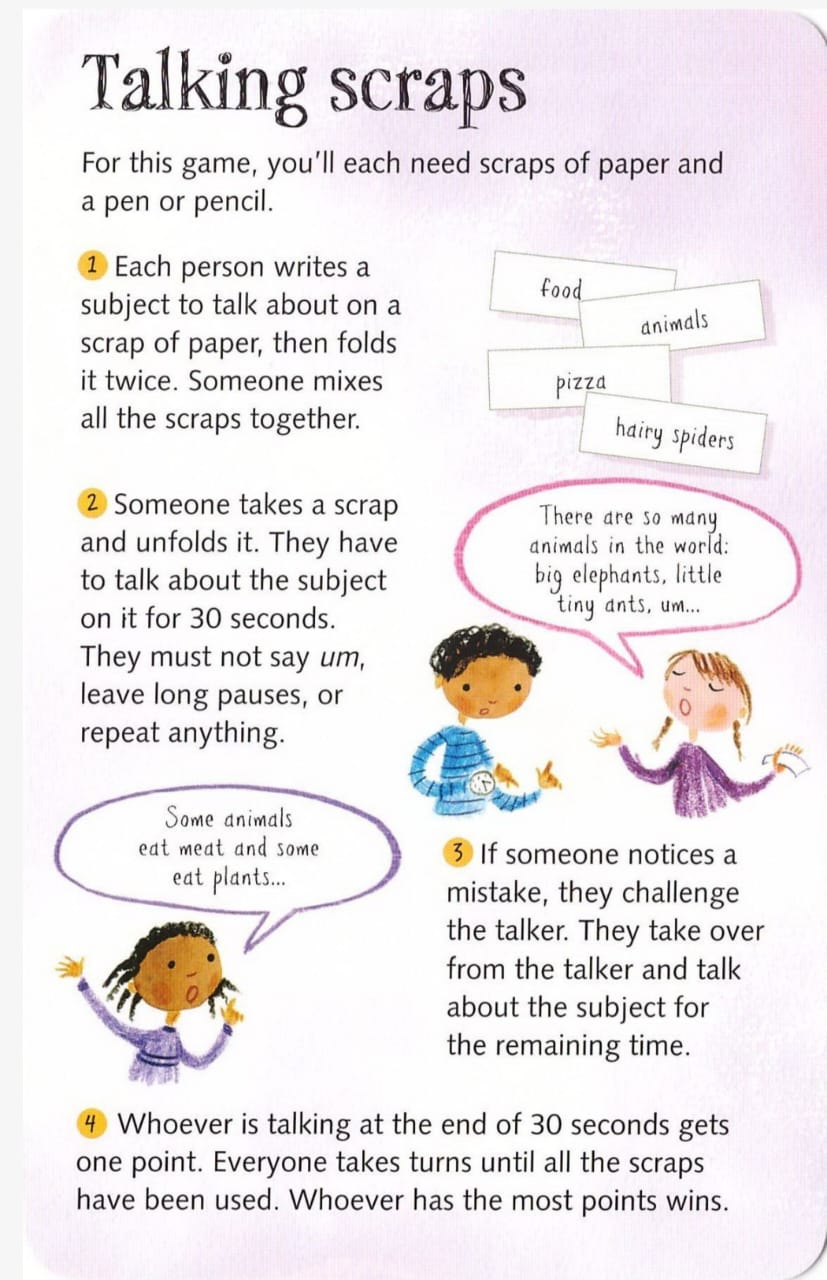 Talking scraps
For this game, you'll each need scraps of paper and
a pen or pencil.
1 Each person writes a
subject to talk about on a
scrap of paper, then folds
it twice. Someone mixes
all the scraps together.
food
animals
pizza
hairy spiders
2 Someone takes a scrap
and unfolds it. They have
to talk about the subject
on it for 30 seconds.
They must not say um,
leave long pauses, or
repeat anything.
There are so many
animals in the world:
big elephants, little
tiny ants, um...
Some animals
eat meat and some
eat plants...
3 If someone notices a
mistake, they challenge
the talker. They take over
from the talker and talk
about the subject for
the remaining time.
4 Whoever is talking at the end of 30 seconds gets
one point. Everyone takes turns until all the scraps
have been used. Whoever has the most points wins.